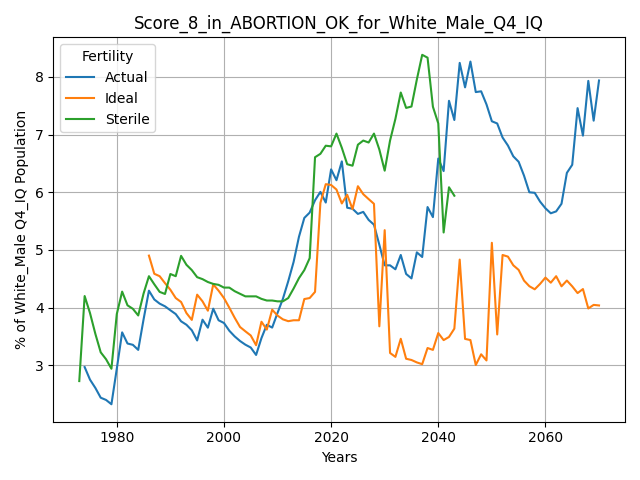 Score_8_in_ABORTION_OK_for_White_Male_Q4_IQ
Fertility
Actual
Ideal
Sterile
% of White_Male Q4_IQ Population
8
7
6
5
4
3
1980
2000
2020
2040
2060
Years